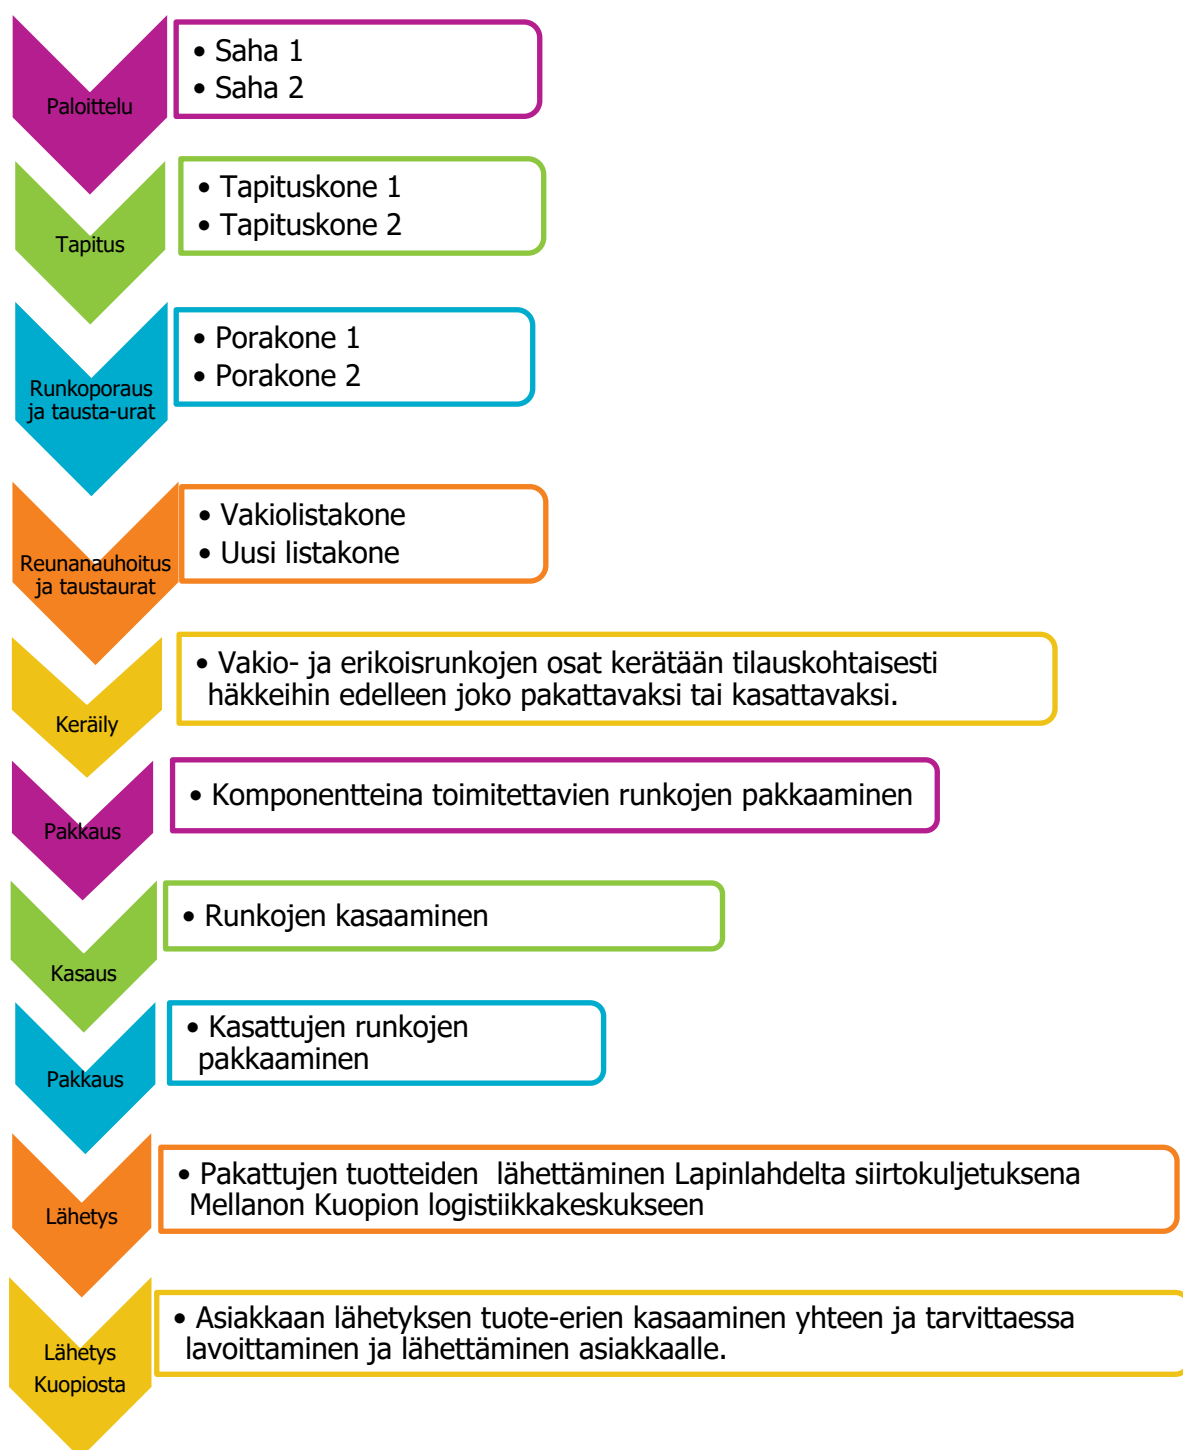 Paloittelu
• Saha 1
• Saha 2
Tapitus
• Tapituskone 1
• Tapituskone 2
Runkoporaus
ja tausta-urat
• Porakone 1
• Porakone 2
Reunanauhoitus
ja taustaurat
• Vakiolistakone
• Uusi listakone
Keräily
• Vakio- ja erikoisrunkojen osat kerätään tilauskohtaisesti
häkkeihin edelleen joko pakattavaksi tai kasattavaksi.
Pakkaus
• Komponentteina toimitettavien runkojen pakkaaminen
Kasaus
• Runkojen kasaaminen
Pakkaus
• Kasattujen runkojen
pakkaaminen
Lähetys
• Pakattujen tuotteiden  lähettäminen Lapinlahdelta siirtokuljetuksena
Mellanon Kuopion logistiikkakeskukseen
Lähetys
Kuopiosta
• Asiakkaan lähetyksen tuote-erien kasaaminen yhteen ja tarvittaessa
lavoittaminen ja lähettäminen asiakkaalle.